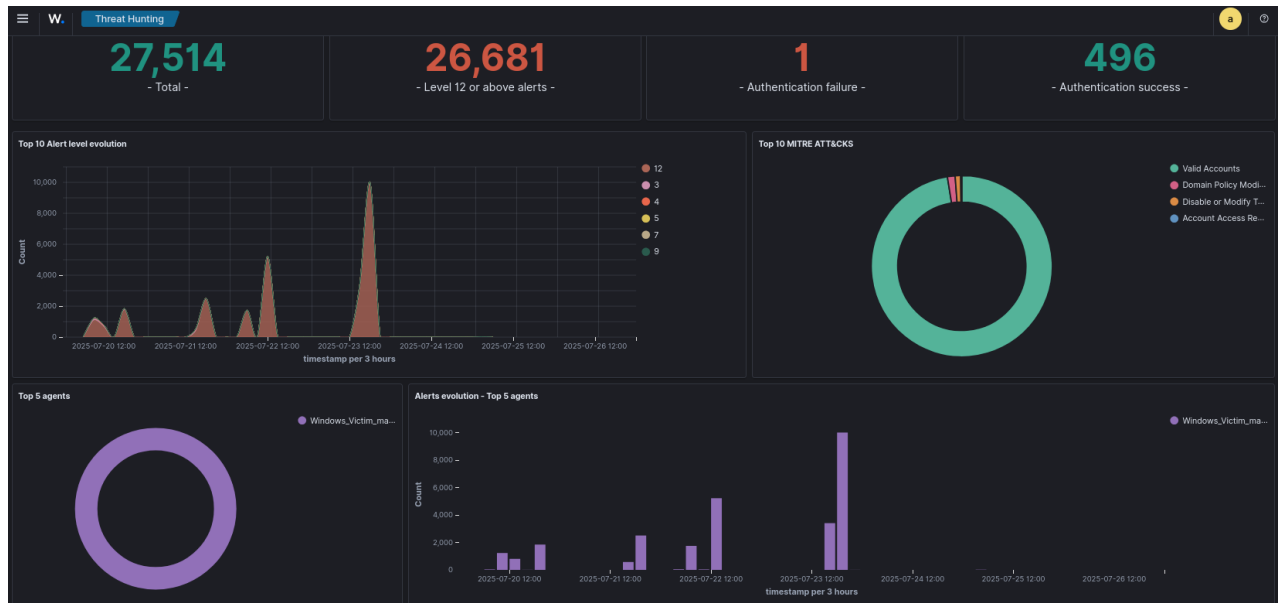 W. Threat Hunting a
27,514
- Total -
26,681
- Level 12 or above alerts -
1
- Authentication failure -
496
- Authentication success -
Top 10 Alert level evolution
10,000
8,000
6,000
4,000
2,000
0
Count
2025-07-20 12:00 2025-07-21 12:00 2025-07-22 12:00 2025-07-23 12:00 2025-07-24 12:00 2025-07-25 12:00 2025-07-26 12:00
timestamp per 3 hours
12
3
4
5
7
9
Top 10 MITRE ATT&CKS
Valid Accounts
Domain Policy Modi...
Disable or Modify T...
Account Access Re...
Top 5 agents
Windows_Victim_ma...
Alerts evolution - Top 5 agents
10,000
8,000
6,000
4,000
2,000
0
Count
2025-07-20 12:00 2025-07-21 12:00 2025-07-22 12:00 2025-07-23 12:00 2025-07-24 12:00 2025-07-25 12:00 2025-07-26 12:00
timestamp per 3 hours
Windows_Victim_ma...